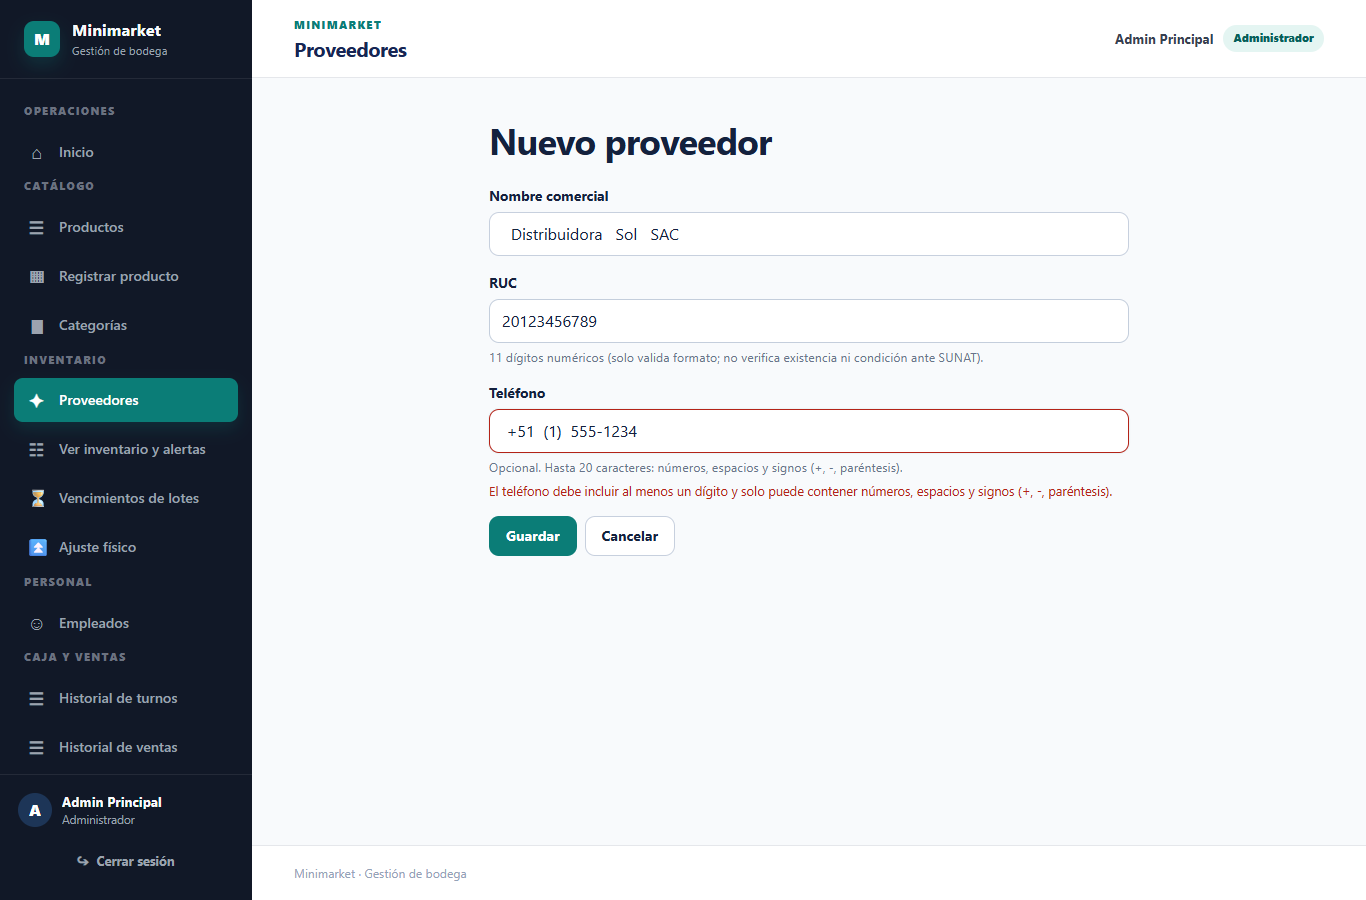 M
Minimarket
Gestión de bodega
OPERACIONES
Inicio
CATÁLOGO
Productos
Registrar producto
Categorías
INVENTARIO
Proveedores
Ver inventario y alertas
Vencimientos de lotes
Ajuste físico
PERSONAL
Empleados
CAJA Y VENTAS
Historial de turnos
Historial de ventas
A
Admin Principal
Administrador
Cerrar sesión
MINIMARKET
Proveedores
Admin Principal
Administrador
Nuevo proveedor
Nombre comercial
Distribuidora   Sol   SAC
RUC
20123456789
11 dígitos numéricos (solo valida formato; no verifica existencia ni condición ante SUNAT).
Teléfono
+51  (1)  555-1234
Opcional. Hasta 20 caracteres: números, espacios y signos (+, -, paréntesis).
El teléfono debe incluir al menos un dígito y solo puede contener números, espacios y signos (+, -, paréntesis).
Guardar
Cancelar
Minimarket · Gestión de bodega